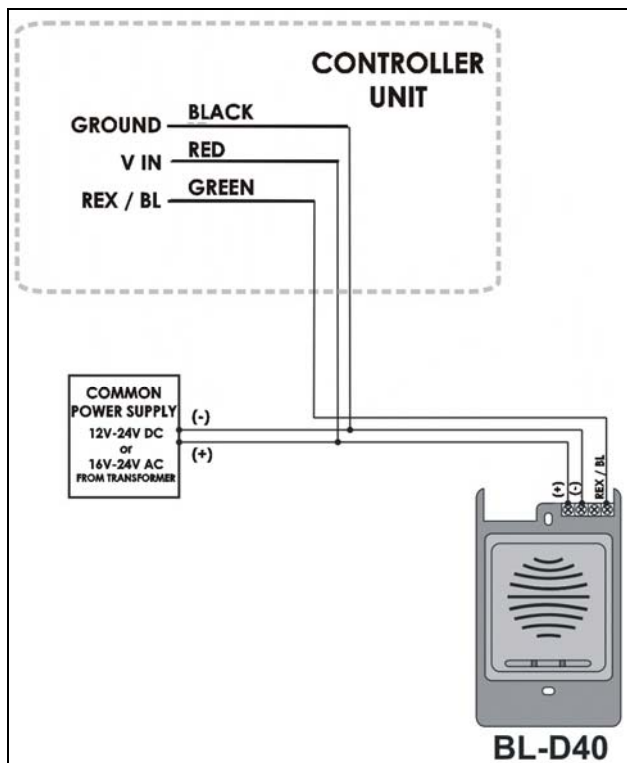 CONTROLLER
UNIT
GROUND BLACK
V IN RED
REX / BL GREEN
COMMON
POWER SUPPLY
12V-24V DC
or
16V-24V AC
FROM TRANSFORMER
(-)
(+)
(+)
(-)
REX / BL
BL-D40